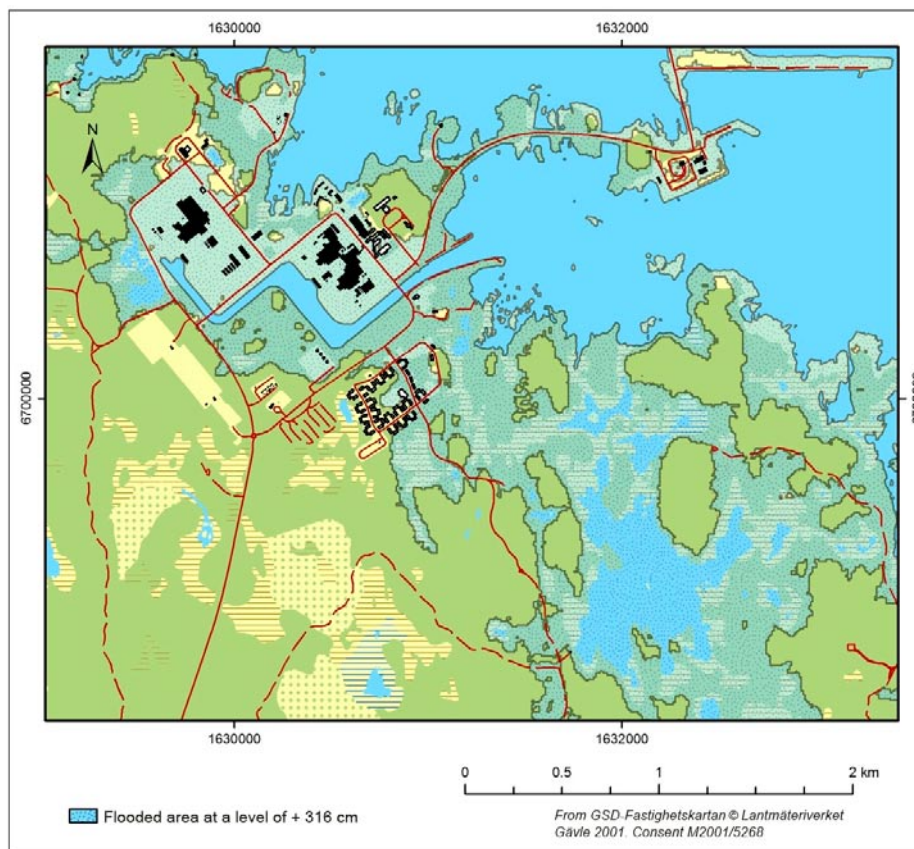 1630000
1632000
N
6700000
1630000
1632000
0
0.5
1
2 km
Flooded area at a level of + 316 cm
From GSD-Fastighetskartan © Lantmäteriverket
Gävle 2001. Consent M2001/5268